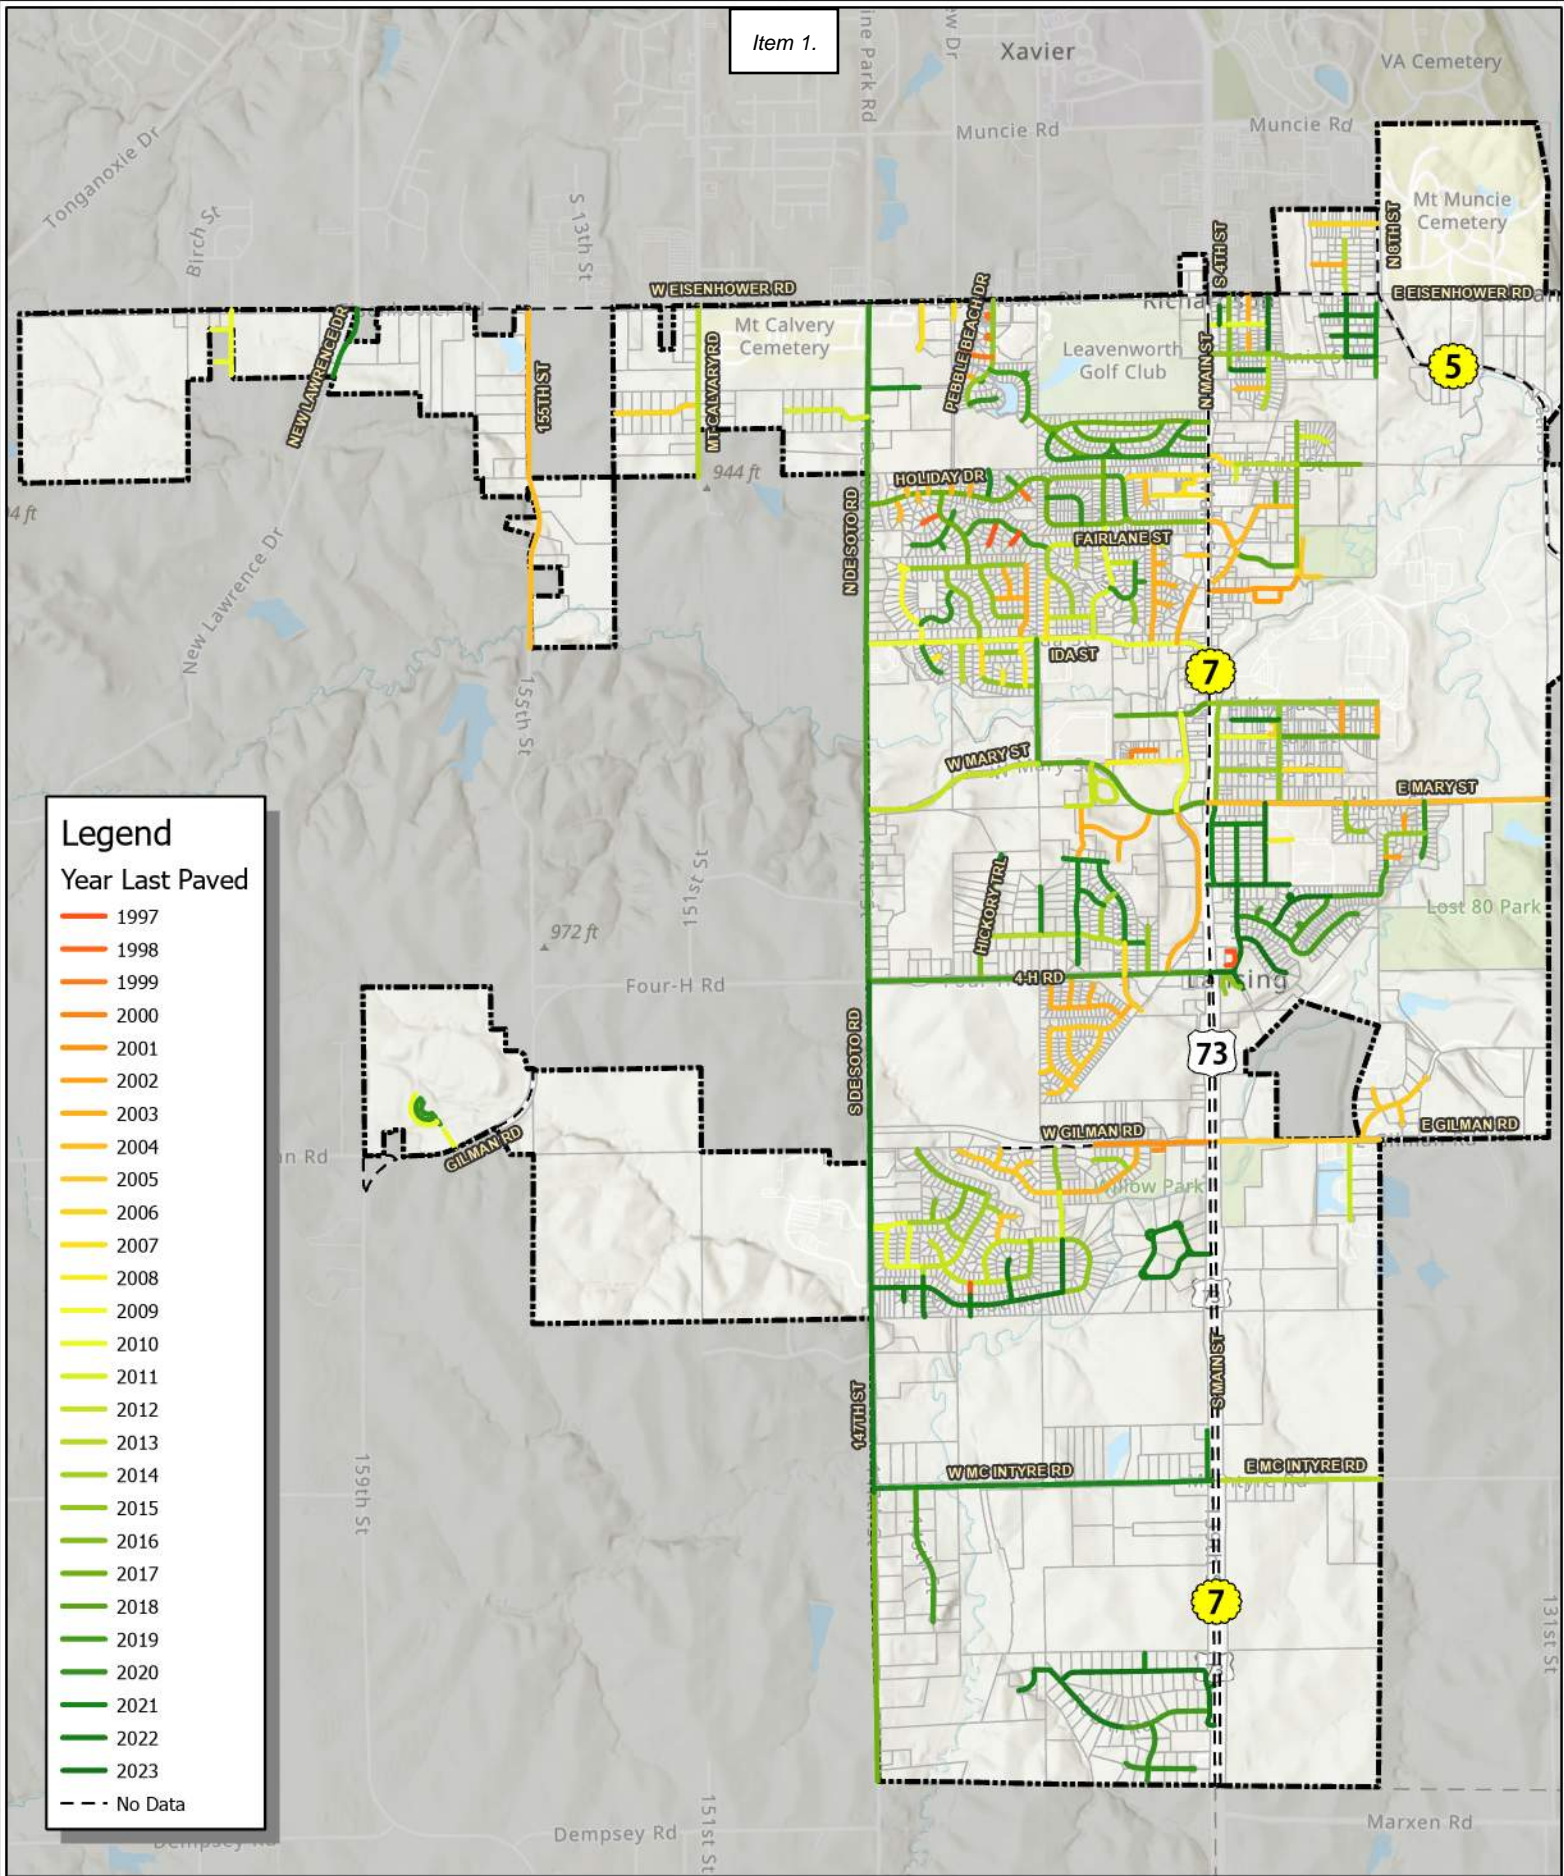 Item 1.
Xavier
VA Cemetery
Muncie Rd
Muncie Rd
Tonganoxie Dr
Birch St
S 13th St
Mt Muncie
Cemetery
N 8TH ST
S 4TH ST
W EISENHOWER RD
E EISENHOWER RD
PEBBLE BEACH DR
Mt Calvery
Cemetery
Leavenworth
Golf Club
NEW LAWRENCE DR
155TH ST
MT CALVARY RD
N MAIN ST
5
944 ft
HOLIDAY DR
4 ft
New Lawrence Dr
N DE SOTO RD
FAIRLANE ST
IDA ST
7
155th St
W MARY ST
E MARY ST
Legend
Year Last Paved
1997
1998
1999
2000
2001
2002
2003
2004
2005
2006
2007
2008
2009
2010
2011
2012
2013
2014
2015
2016
2017
2018
2019
2020
2021
2022
2023
No Data
151st St
HICKORY TRL
Lost 80 Park
972 ft
Four-H Rd
4-H RD
Lansing
S DE SOTO RD
73
W GILMAN RD
E GILMAN RD
GILMAN RD
Willow Park
73
S MAIN ST
147TH ST
W MC INTYRE RD
E MC INTYRE RD
159th St
7
131st St
151st St
Dempsey Rd
Dempsey Rd
Marxen Rd